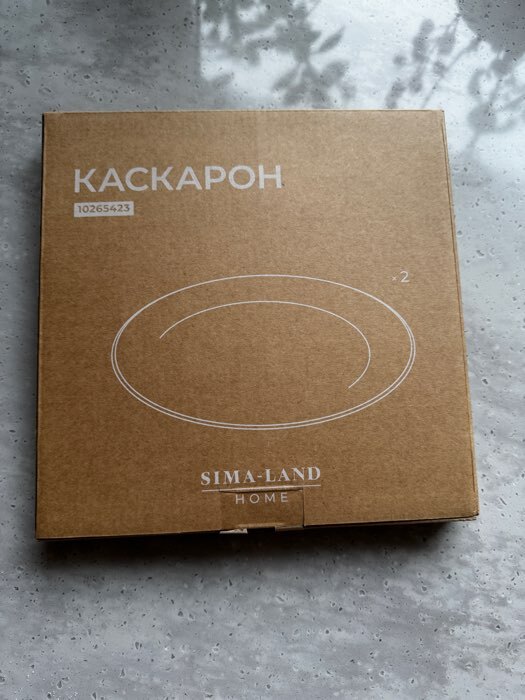 КАСКАРОН
10265423
×2
SIMA-LAND
HOME